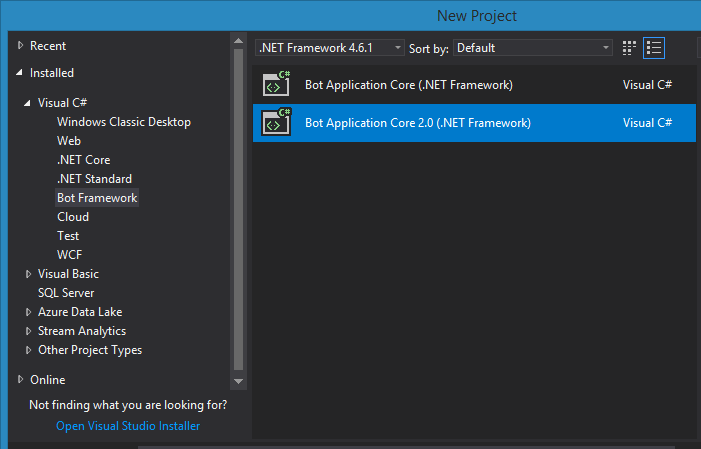 New Project
Recent
Installed
Visual C#
Windows Classic Desktop
Web
.NET Core
.NET Standard
Bot Framework
Cloud
Test
WCF
Visual Basic
SQL Server
Azure Data Lake
Stream Analytics
Other Project Types
Online
Not finding what you are looking for?
Open Visual Studio Installer
.NET Framework 4.6.1 Sort by: Default
C# Bot Application Core (.NET Framework) Visual C#
C# Bot Application Core 2.0 (.NET Framework) Visual C#